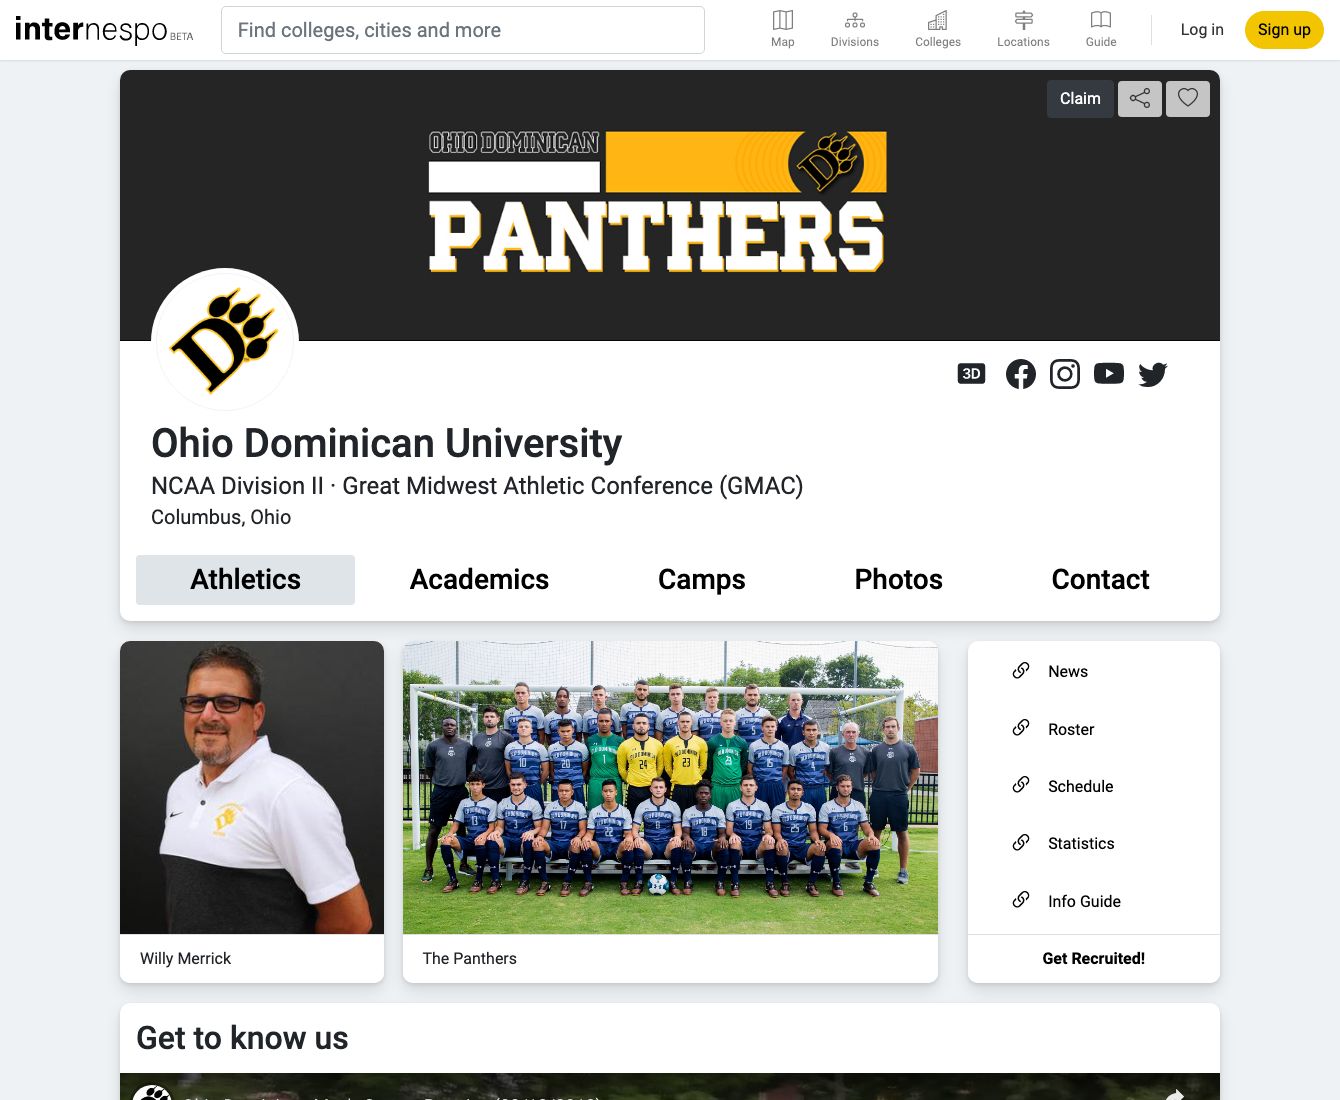 internespo BETA
Find colleges, cities and more
Map
Divisions
Colleges
Locations
Guide
Log in
Sign up
Claim
OHIO DOMINICAN
D
PANTHERS
D
3D
Ohio Dominican University
NCAA Division II · Great Midwest Athletic Conference (GMAC)
Columbus, Ohio
Athletics
Academics
Camps
Photos
Contact
News
Roster
Schedule
Statistics
Info Guide
Willy Merrick
The Panthers
Get Recruited!
Get to know us